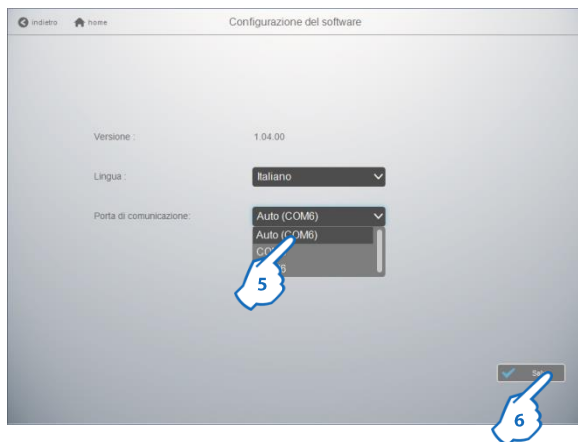 indietro
home
Configurazione del software
Versione :
1.04.00
Lingua :
Italiano
Porta di comunicazione:
Auto (COM6)
Auto (COM6)
5
6